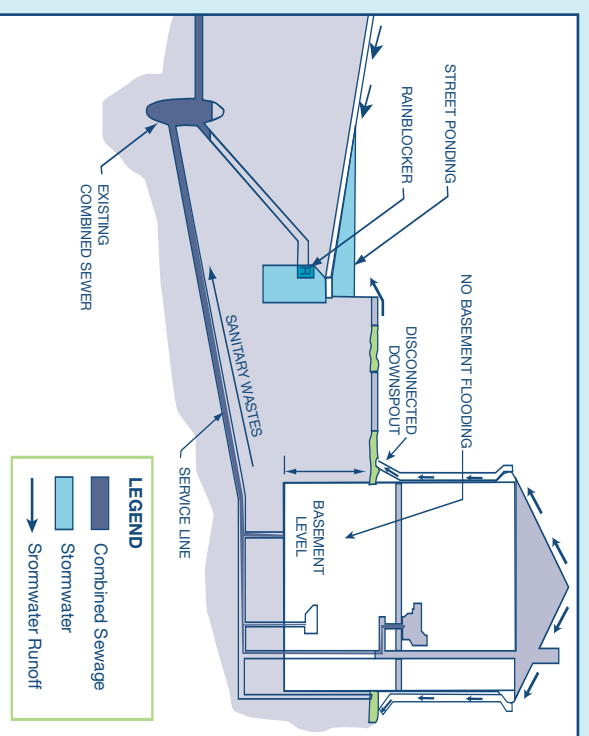 STREET PONDING
RAINBLOCKER
NO BASEMENT FLOODING
DISCONNECTED
DOWNSPOUT
R
BASEMENT
LEVEL
EXISTING
COMBINED SEWER
SANITARY WASTES
SERVICE LINE
LEGEND
Combined Sewage
Stormwater
Srormwater Runoff